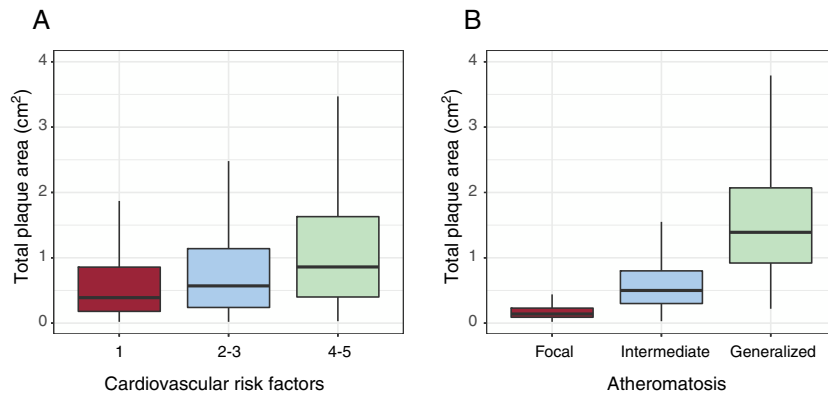 A
Total plaque area (cm²)
4
3
2
1
0
1 2-3 4-5
Cardiovascular risk factors
B
Total plaque area (cm²)
4
3
2
1
0
Focal Intermediate Generalized
Atheromatosis